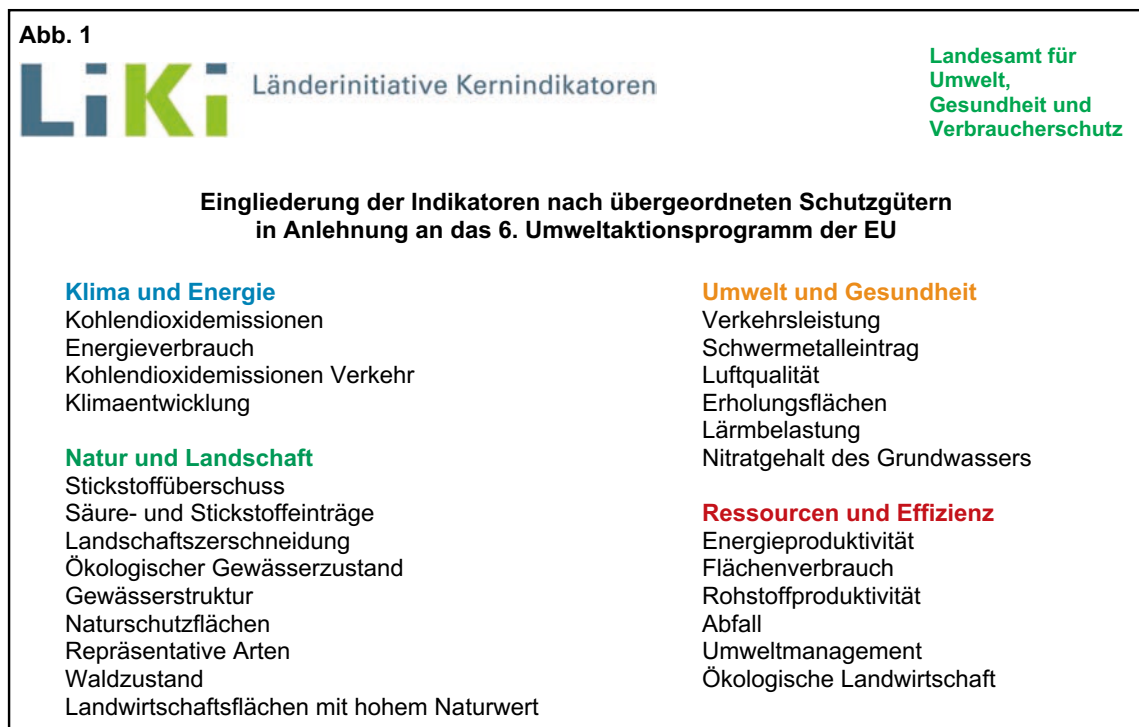 Abb. 1
LiKi Länderinitiative Kernindikatoren
Landesamt für
Umwelt,
Gesundheit und
Verbraucherschutz
Eingliederung der Indikatoren nach übergeordneten Schutzgütern
in Anlehnung an das 6. Umweltaktionsprogramm der EU
Klima und Energie
Kohlendioxidemissionen
Energieverbrauch
Kohlendioxidemissionen Verkehr
Klimaentwicklung
Natur und Landschaft
Stickstoffüberschuss
Säure- und Stickstoffeinträge
Landschaftszerschneidung
Ökologischer Gewässerzustand
Gewässerstruktur
Naturschutzflächen
Repräsentative Arten
Waldzustand
Landwirtschaftsflächen mit hohem Naturwert
Umwelt und Gesundheit
Verkehrsleistung
Schwermetalleintrag
Luftqualität
Erholungsflächen
Lärmbelastung
Nitratgehalt des Grundwassers
Ressourcen und Effizienz
Energieproduktivität
Flächenverbrauch
Rohstoffproduktivität
Abfall
Umweltmanagement
Ökologische Landwirtschaft